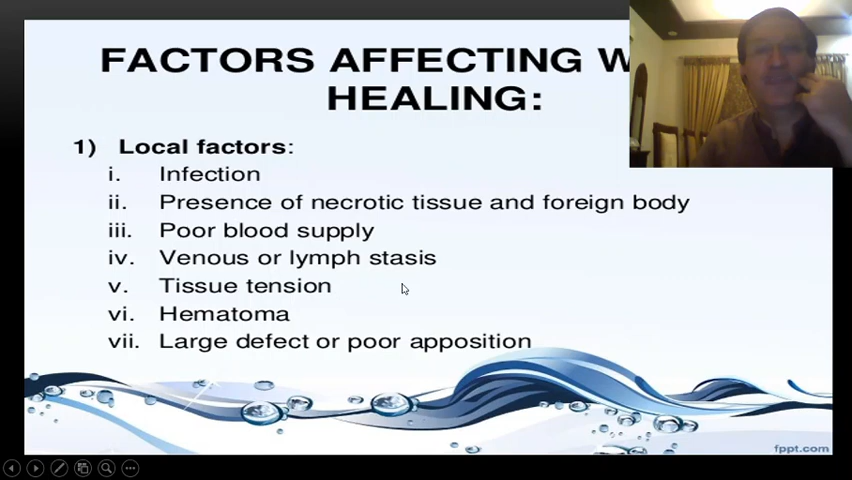 FACTORS AFFECTING
HEALING:
1) Local factors:
i. Infection
ii. Presence of necrotic tissue and foreign body
iii. Poor blood supply
iv. Venous or lymph stasis
v. Tissue tension
vi. Hematoma
vii. Large defect or poor apposition
fppt.com